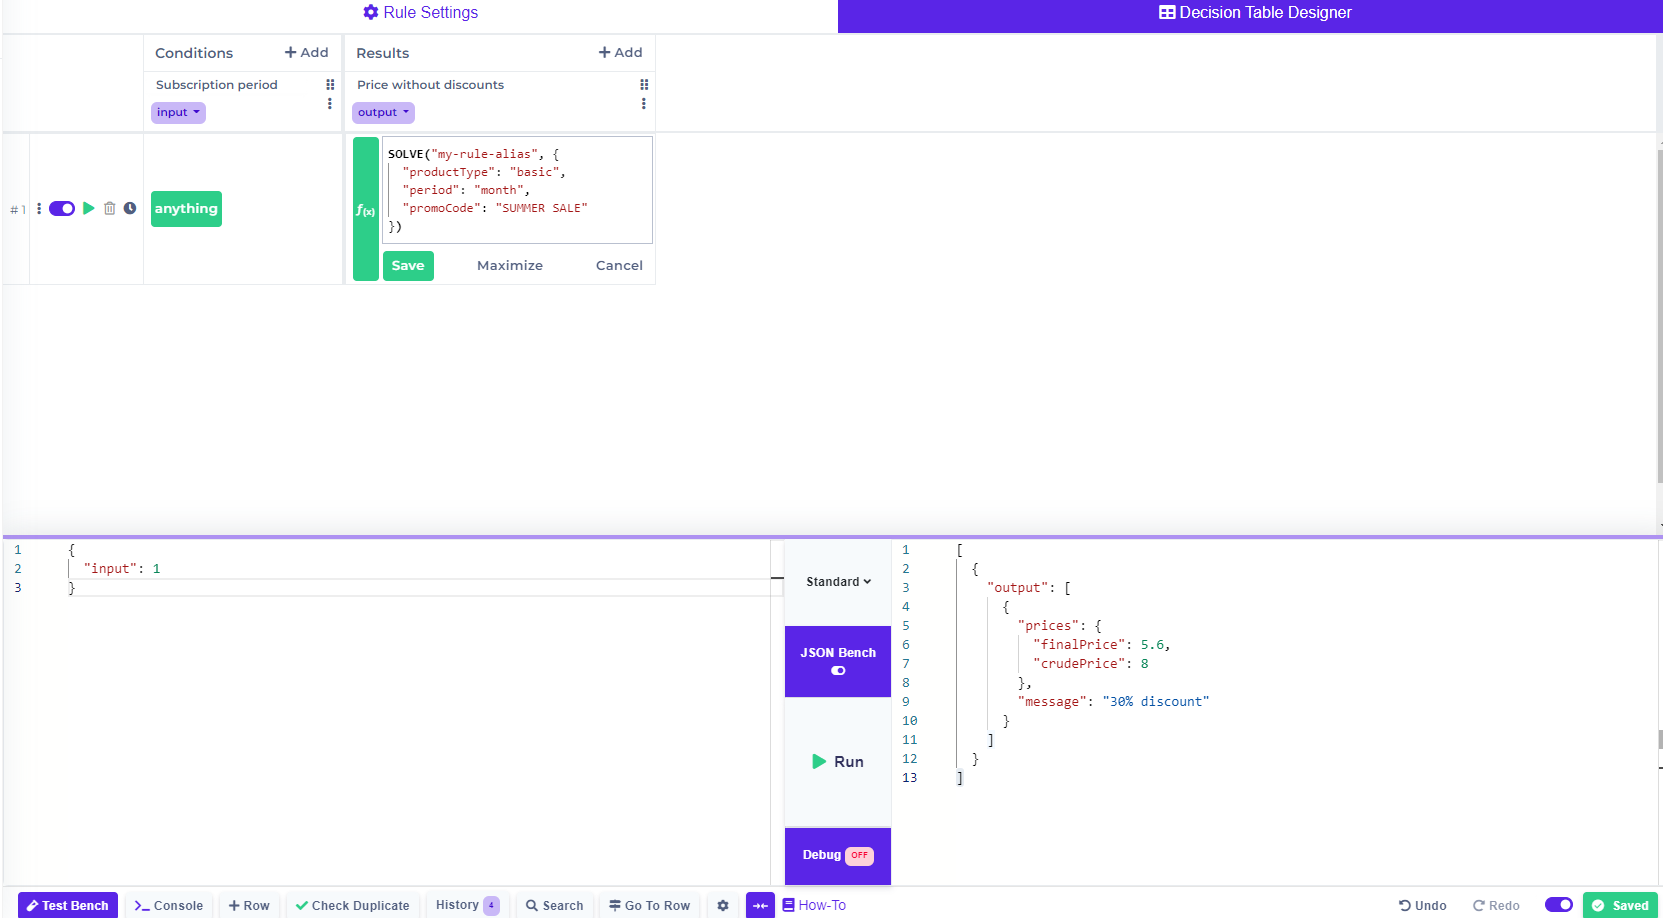 Rule Settings
Decision Table Designer
Conditions
Add
Results
Add
Subscription period
Price without discounts
input
output
SOLVE("my-rule-alias", {
"productType": "basic",
"period": "month",
"promoCode": "SUMMER SALE"
})
# 1
anything
f(x)
Save
Maximize
Cancel
1 {
2 "input": 1
3 }
Standard
JSON Bench
Run
Debug OFF
1 [
2 {
3 "output": [
4 {
5 "prices": {
6 "finalPrice": 5.6,
7 "crudePrice": 8
8 },
9 "message": "30% discount"
10 }
11 ]
12 }
13 ]
Test Bench
Console
Row
Check Duplicate
History 4
Search
Go To Row
How-To
Undo
Redo
Saved